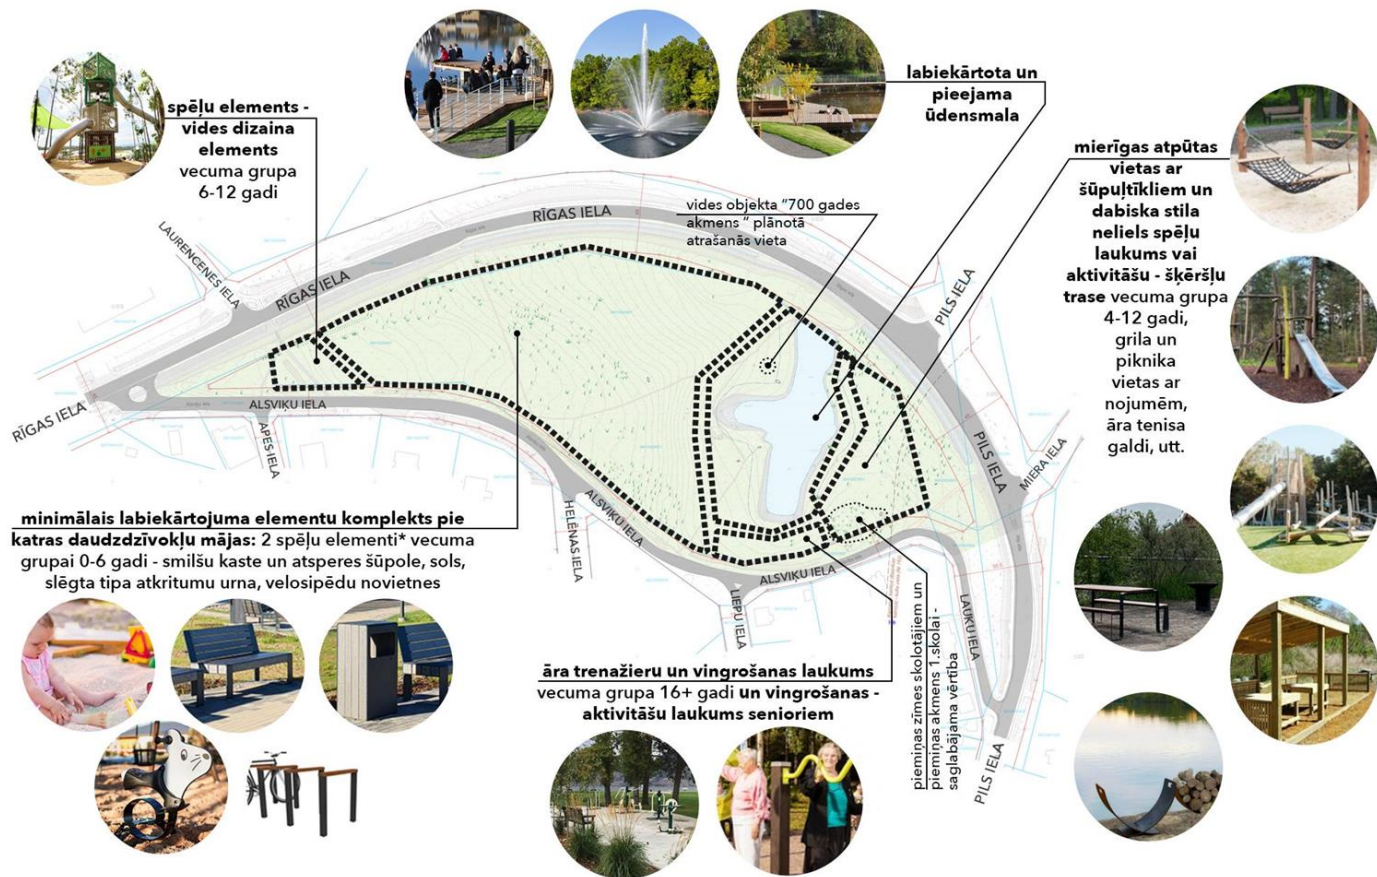 spēļu elements -
vides dizaina
elements
vecuma grupa
6-12 gadi
labiekārtota un
pieejama
ūdensmala
mierīgas atpūtas
vietas ar
šūpuļtīkliem un
dabiska stila
neliels spēļu
laukums vai
aktivitāšu - šķēršļu
trase vecuma grupa
4-12 gadi,
grila un
piknika
vietas ar
nojumēm,
āra tenisa
galdi, utt.
vides objekta "700 gades
akmens " plānotā
atrašanās vieta
RĪGAS IELA
LAURENCENES IELA
RĪGAS IELA
PILS IELA
RĪGAS IELA
ALSVIĶU IELA
APES IELA
PILS IELA
MIERA IELA
HELĒNAS IELA
ALSVIĶU IELA
ALSVIĶU IELA
LIEPU IELA
LAUKU IELA
PILS IELA
minimālais labiekārtojuma elementu komplekts pie
katras daudzdzīvokļu mājas: 2 spēļu elementi* vecuma
grupai 0-6 gadi - smilšu kaste un atsperes šūpole, sols,
slēgta tipa atkritumu urna, velosipēdu novietnes
āra trenažieru un vingrošanas laukums
vecuma grupa 16+ gadi un vingrošanas -
aktivitāšu laukums senioriem
piemiņas zīmes skolotājiem un
piemiņas akmens 1.skolai -
saglabājama vērtība